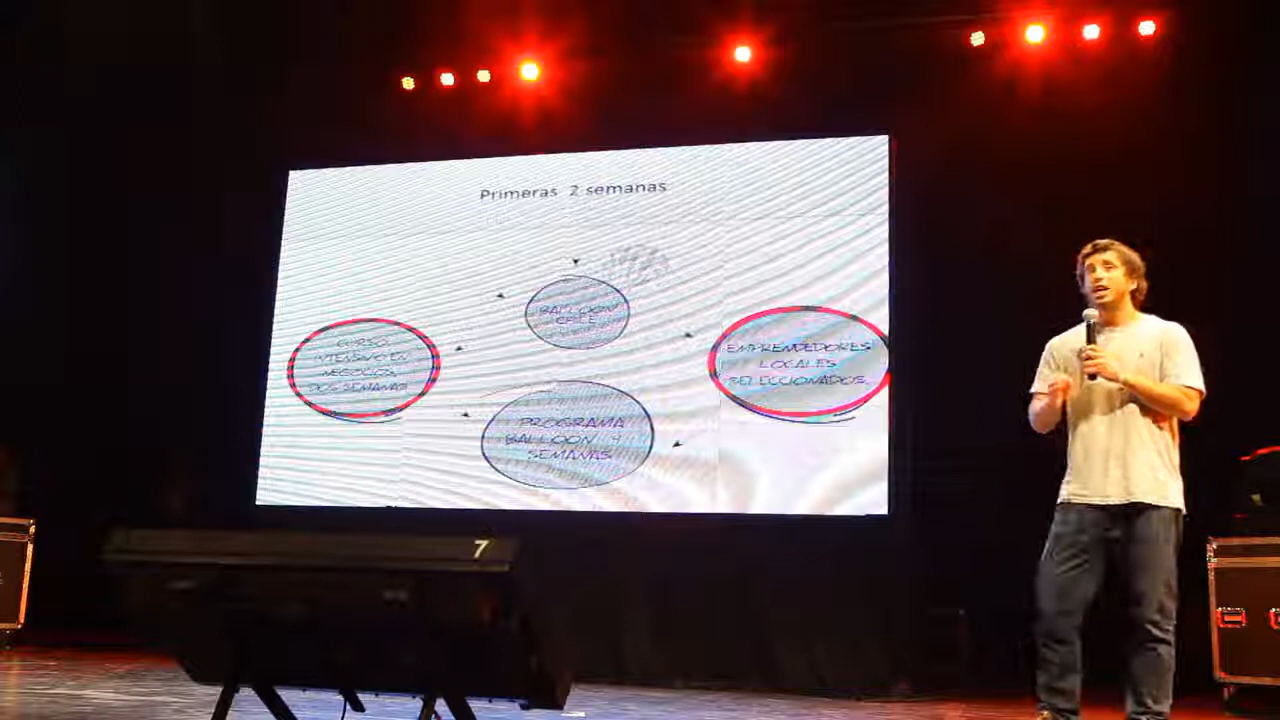 Primeras 2 semanas
BALLOON
CHILE
CURSO
INTENSIVO EN
NEGOCIOS
DOS SEMANAS
EMPRENDEDORES
LOCALES
SELECCIONADOS
PROGRAMA
BALLOON 4
SEMANAS
7